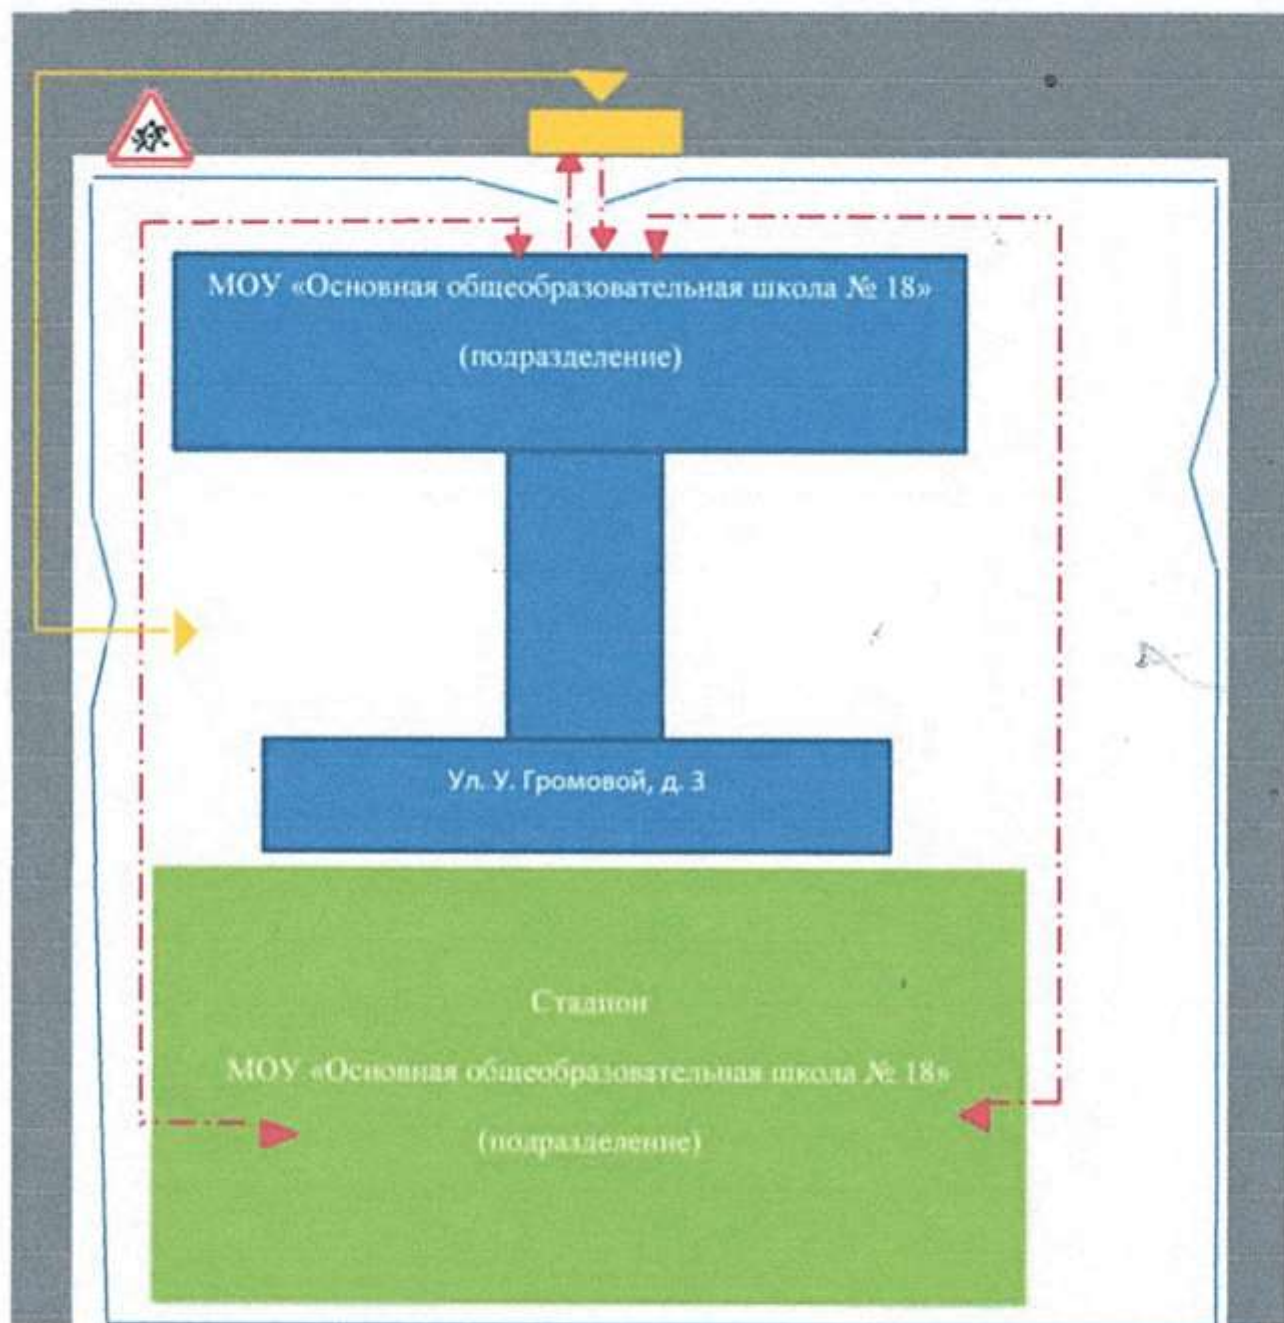 МОУ «Основная общеобразовательная школа № 18»
(подразделение)
Ул. У. Громовой, д. 3
Стадион
МОУ «Основная общеобразовательная школа № 18»
(подразделение)